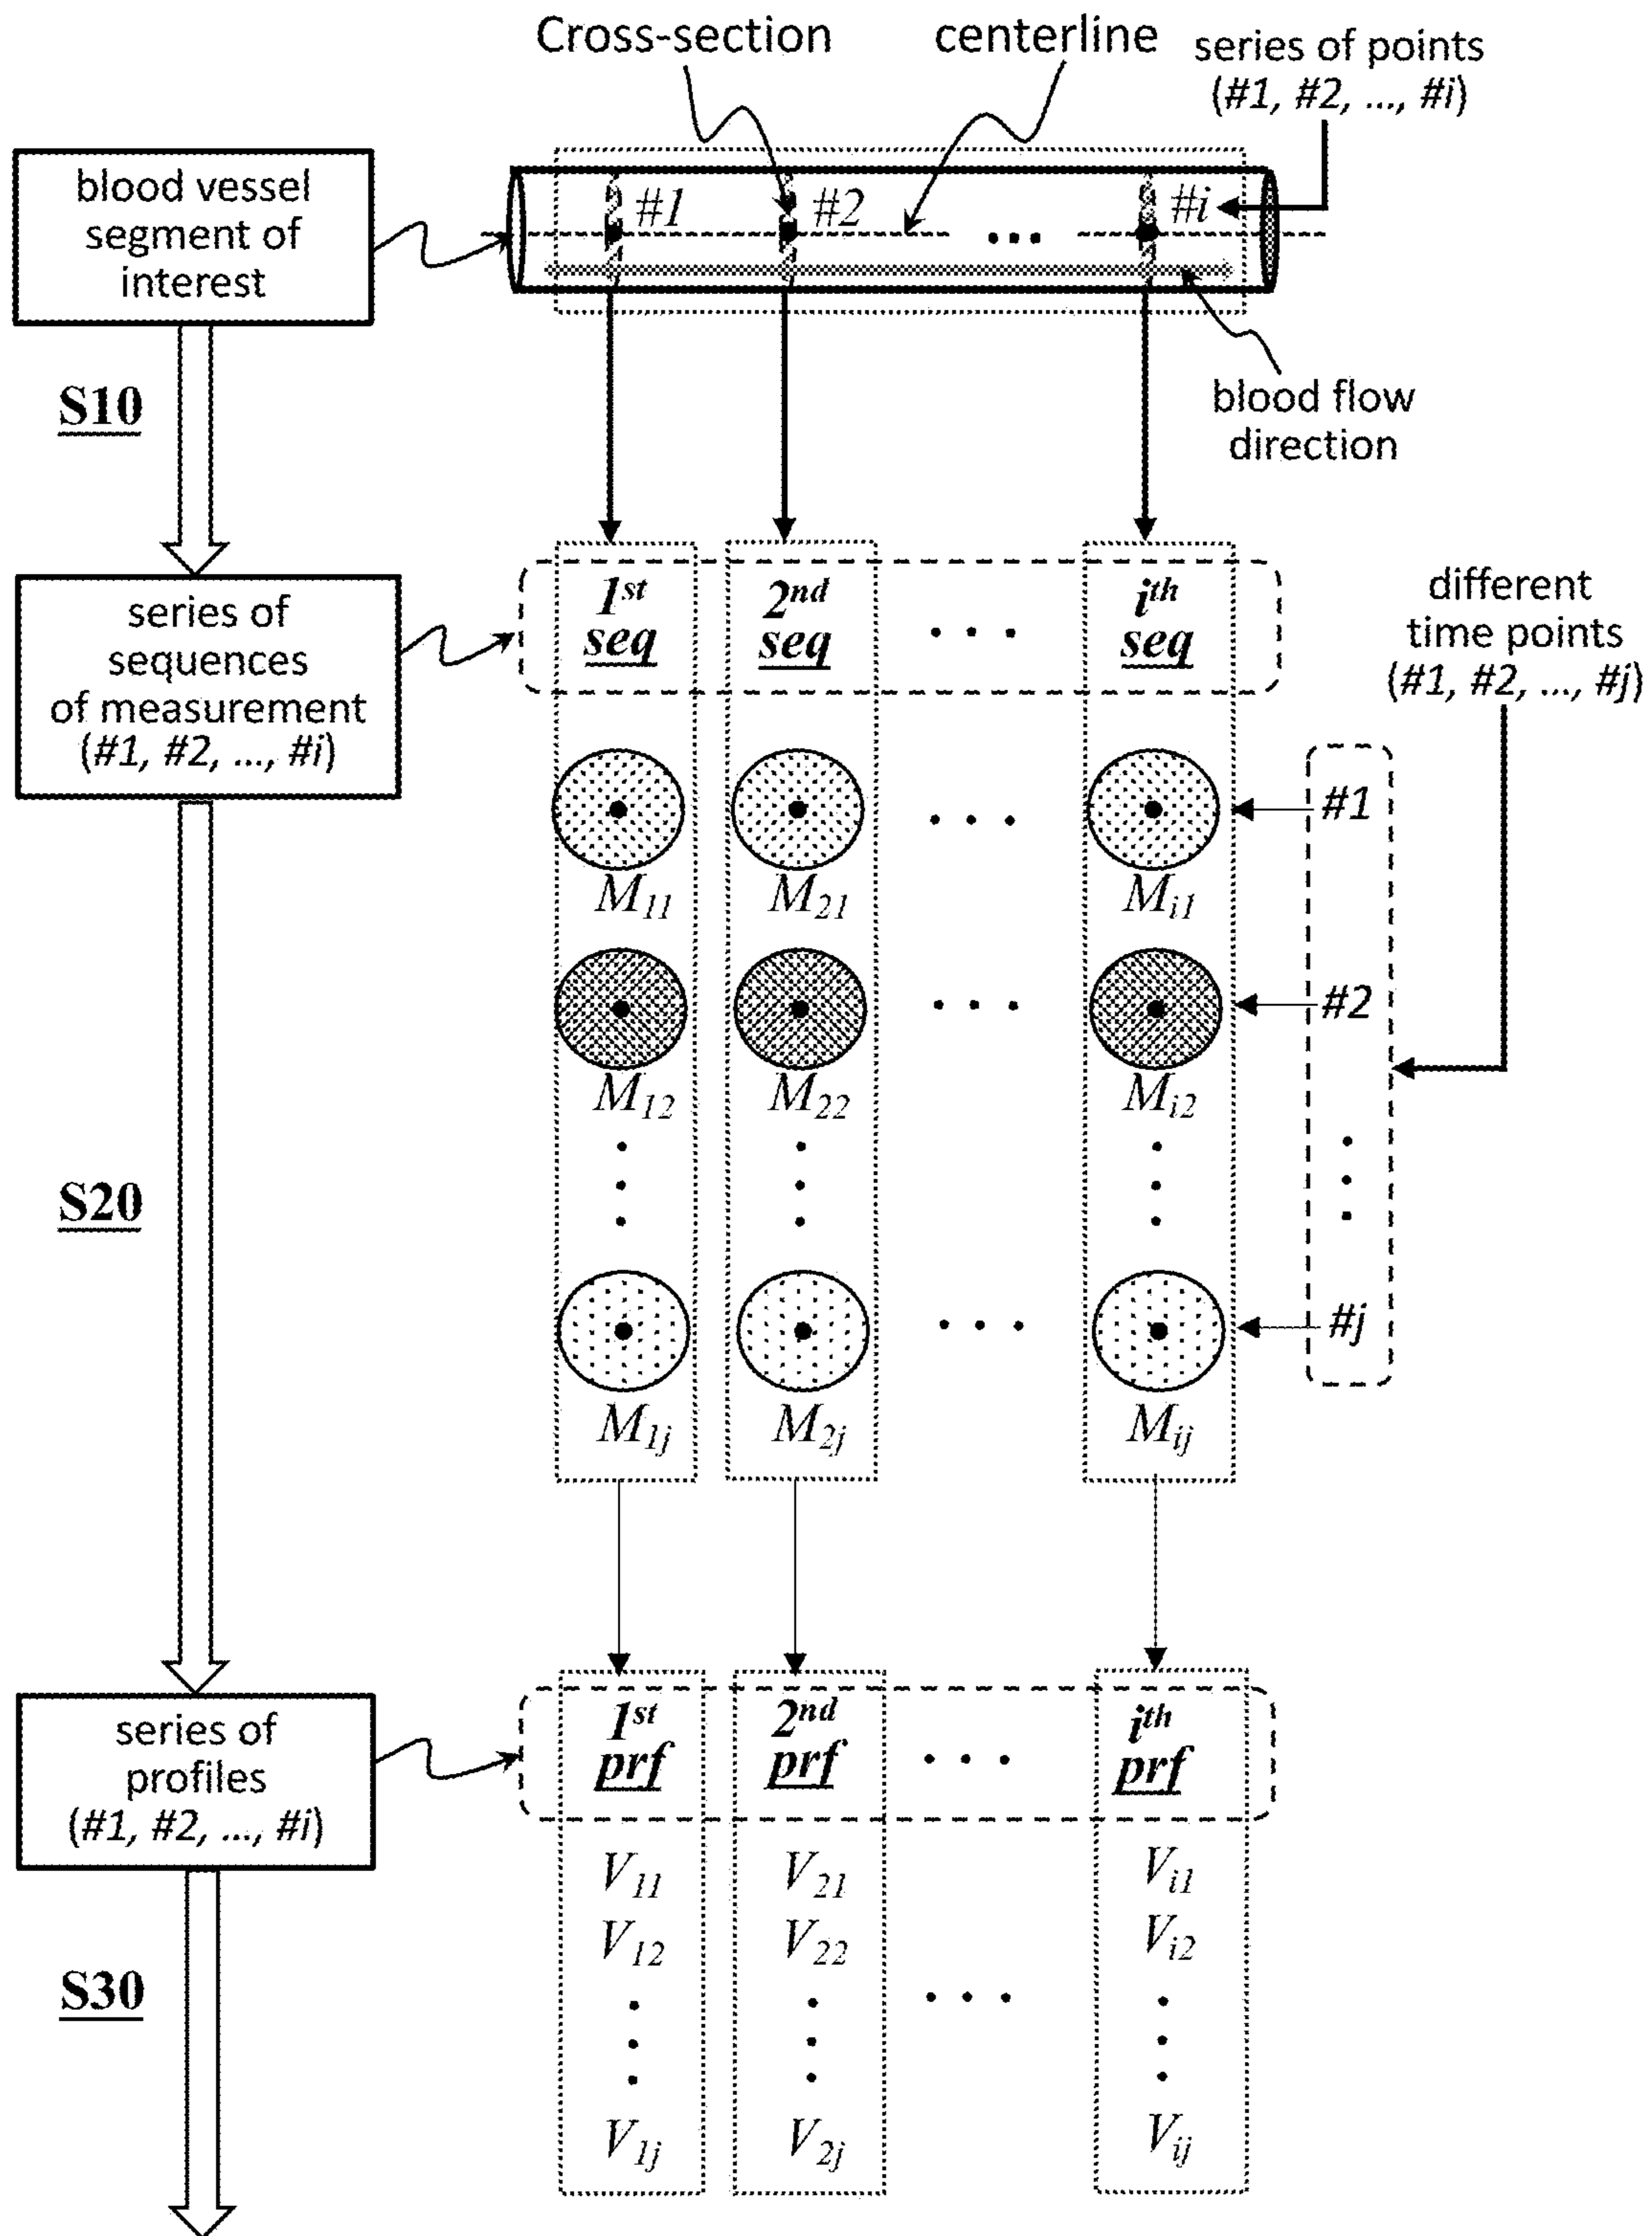 Cross-section centerline series of points
(#1, #2, ..., #i)
blood vessel
segment of
interest
#1 #2 ... #i
S10
blood flow
direction
series of
sequences
of measurement
(#1, #2, ..., #i)
1st 2nd ... ith
seq seq seq
different
time points
(#1, #2, ..., #j)
#1
M11 M21 Mi1
#2
M12 M22 Mi2
S20
#j
M1j M2j Mij
series of
profiles
(#1, #2, ..., #i)
1st 2nd ... ith
prf prf prf
V11 V21 Vi1
V12 V22 Vi2
S30
V1j V2j Vij